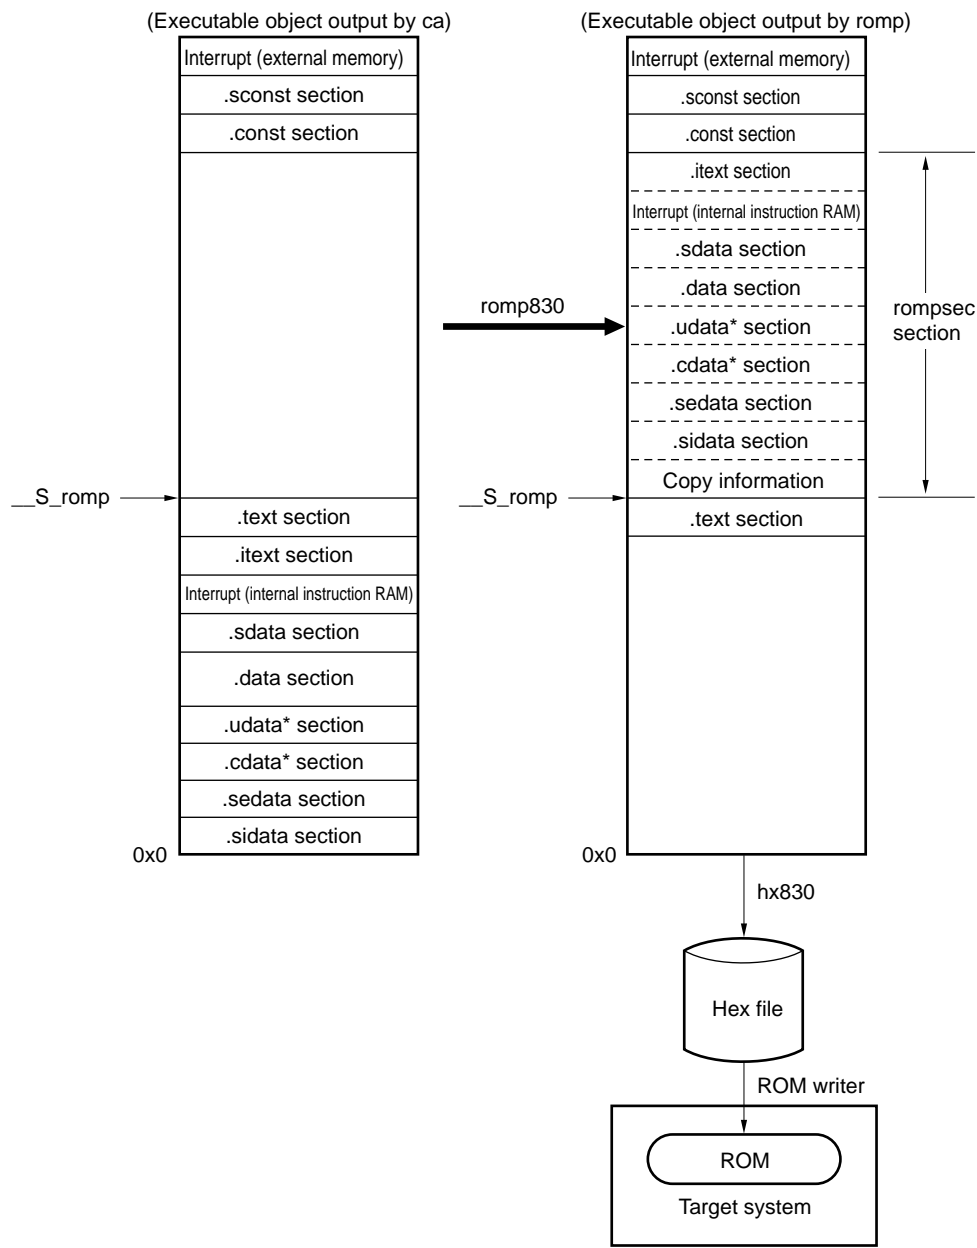 (Executable object output by ca)
Interrupt (external memory)
.sconst section
.const section
__S_romp
.text section
.itext section
Interrupt (internal instruction RAM)
.sdata section
.data section
.udata* section
.cdata* section
.sedata section
.sidata section
0x0
romp830
(Executable object output by romp)
Interrupt (external memory)
.sconst section
.const section
.itext section
Interrupt (internal instruction RAM)
.sdata section
.data section
.udata* section
.cdata* section
.sedata section
.sidata section
Copy information
__S_romp
.text section
0x0
rompsec
section
hx830
Hex file
ROM writer
ROM
Target system